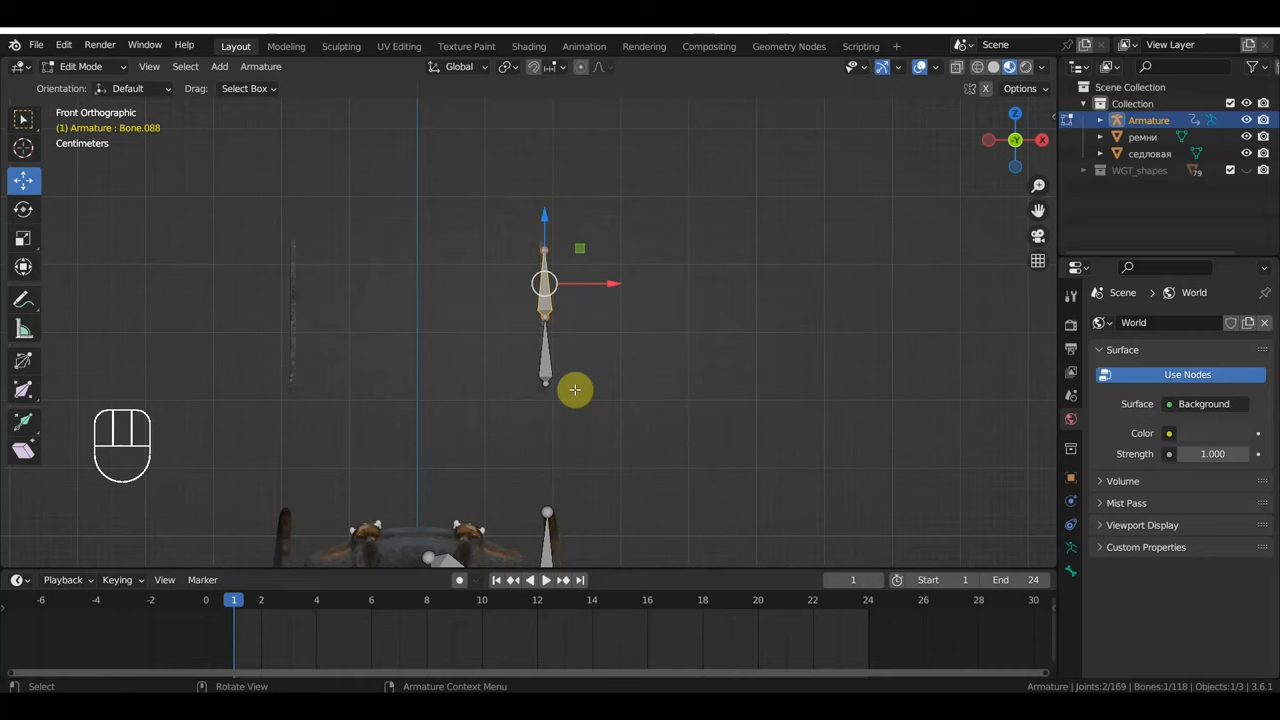 File Edit Render Window Help Layout Modeling Sculpting UV Editing Texture Paint Shading Animation Rendering Compositing Geometry Nodes Scripting + Scene View Layer
Edit Mode View Select Add Armature Global
Orientation: Default Drag: Select Box X Options
Front Orthographic
(1) Armature : Bone.088
Centimeters
Z
-Y
X
Scene Collection
Collection
Armature
ремни
седловая
WGT_shapes 79
Scene World
World
Surface
Use Nodes
Surface Background
Color
Strength 1.000
Volume
Mist Pass
Viewport Display
Custom Properties
Playback Keying View Marker 1 Start 1 End 24
-6 -4 -2 0 1 2 4 6 8 10 12 14 16 18 20 22 24 26 28 30
Select Rotate View Armature Context Menu Armature | Joints:2/169 | Bones:1/118 | Objects:1/3 | 3.6.1